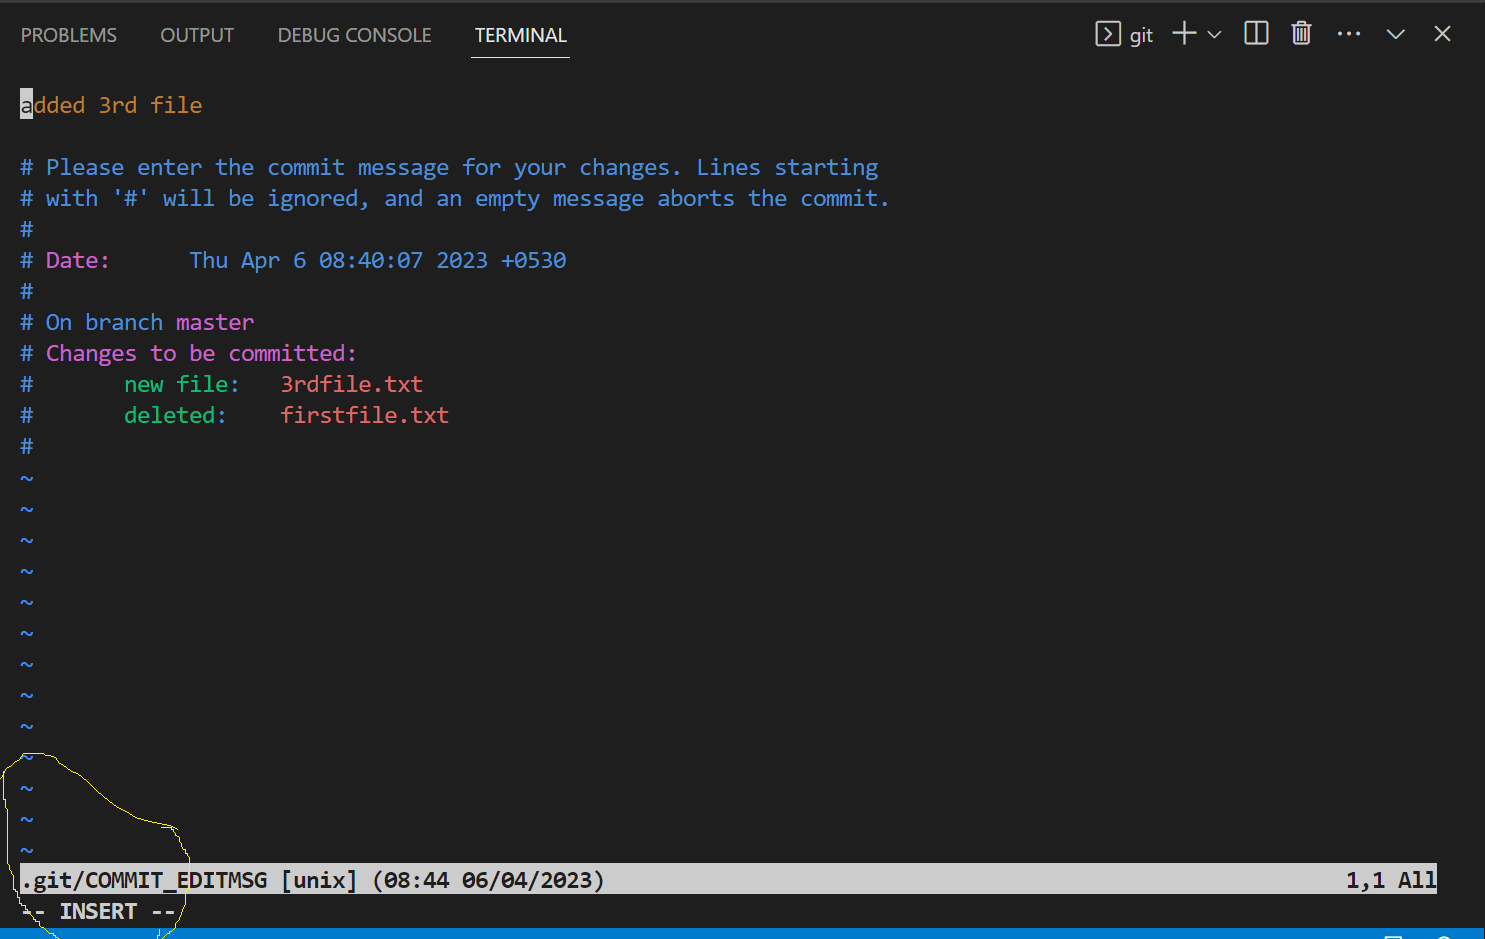 PROBLEMS OUTPUT DEBUG CONSOLE TERMINAL git
added 3rd file
# Please enter the commit message for your changes. Lines starting
# with '#' will be ignored, and an empty message aborts the commit.
#
# Date:      Thu Apr 6 08:40:07 2023 +0530
#
# On branch master
# Changes to be committed:
#       new file:   3rdfile.txt
#       deleted:    firstfile.txt
#
~
~
~
~
~
~
~
~
~
~
~
~
~
.git/COMMIT_EDITMSG [unix] (08:44 06/04/2023) 1,1 All
-- INSERT --